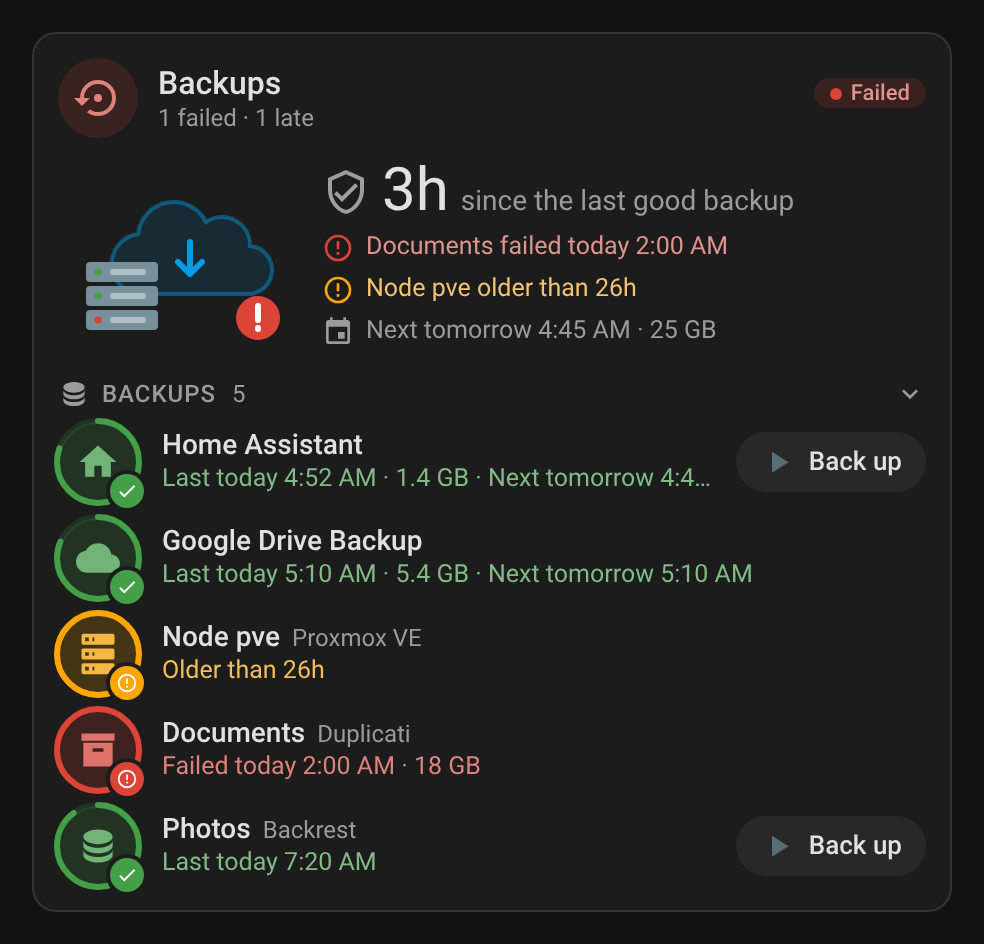 Backups
1 failed · 1 late
Failed
3h since the last good backup
Documents failed today 2:00 AM
Node pve older than 26h
Next tomorrow 4:45 AM · 25 GB
BACKUPS 5
Home Assistant
Last today 4:52 AM · 1.4 GB · Next tomorrow 4:4…
Back up
Google Drive Backup
Last today 5:10 AM · 5.4 GB · Next tomorrow 5:10 AM
Node pve Proxmox VE
Older than 26h
Documents Duplicati
Failed today 2:00 AM · 18 GB
Photos Backrest
Last today 7:20 AM
Back up